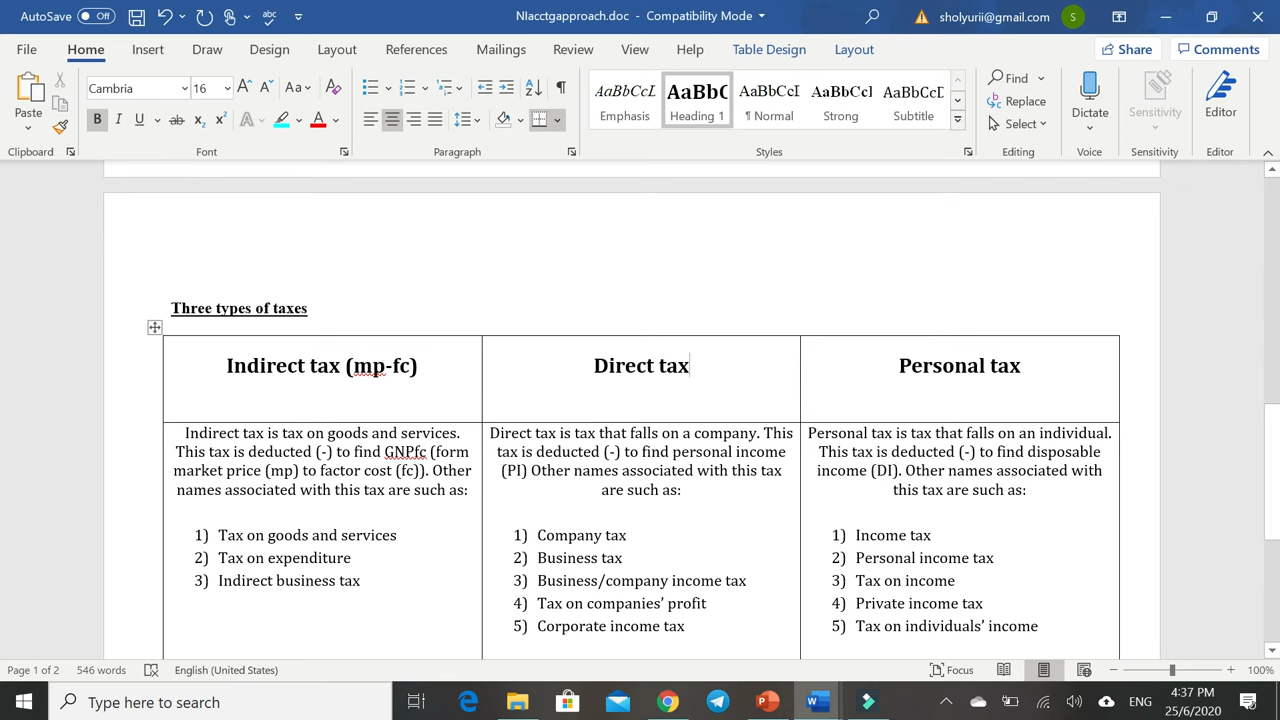 AutoSave Off NIacctgapproach.doc - Compatibility Mode sholyurii@gmail.com S
File Home Insert Draw Design Layout References Mailings Review View Help Table Design Layout Share Comments
Paste
Clipboard
Cambria 16 A A Aa A
B I U ab x₂ x² A A
Font
Paragraph
AaBbCcL AaBbC AaBbCcD AaBbCcI AaBbCcD
Emphasis Heading 1 ¶ Normal Strong Subtitle
Styles
Find
Replace
Select
Editing
Dictate
Voice
Sensitivity
Sensitivity
Editor
Editor
Three types of taxes
Indirect tax (mp-fc) Direct tax Personal tax
Indirect tax is tax on goods and services.
This tax is deducted (-) to find GNPfc (form
market price (mp) to factor cost (fc)). Other
names associated with this tax are such as:
1) Tax on goods and services
2) Tax on expenditure
3) Indirect business tax
Direct tax is tax that falls on a company. This
tax is deducted (-) to find personal income
(PI) Other names associated with this tax
are such as:
1) Company tax
2) Business tax
3) Business/company income tax
4) Tax on companies’ profit
5) Corporate income tax
Personal tax is tax that falls on an individual.
This tax is deducted (-) to find disposable
income (DI). Other names associated with
this tax are such as:
1) Income tax
2) Personal income tax
3) Tax on income
4) Private income tax
5) Tax on individuals’ income
Page 1 of 2 546 words English (United States) Focus 100%
Type here to search ENG 4:37 PM
25/6/2020